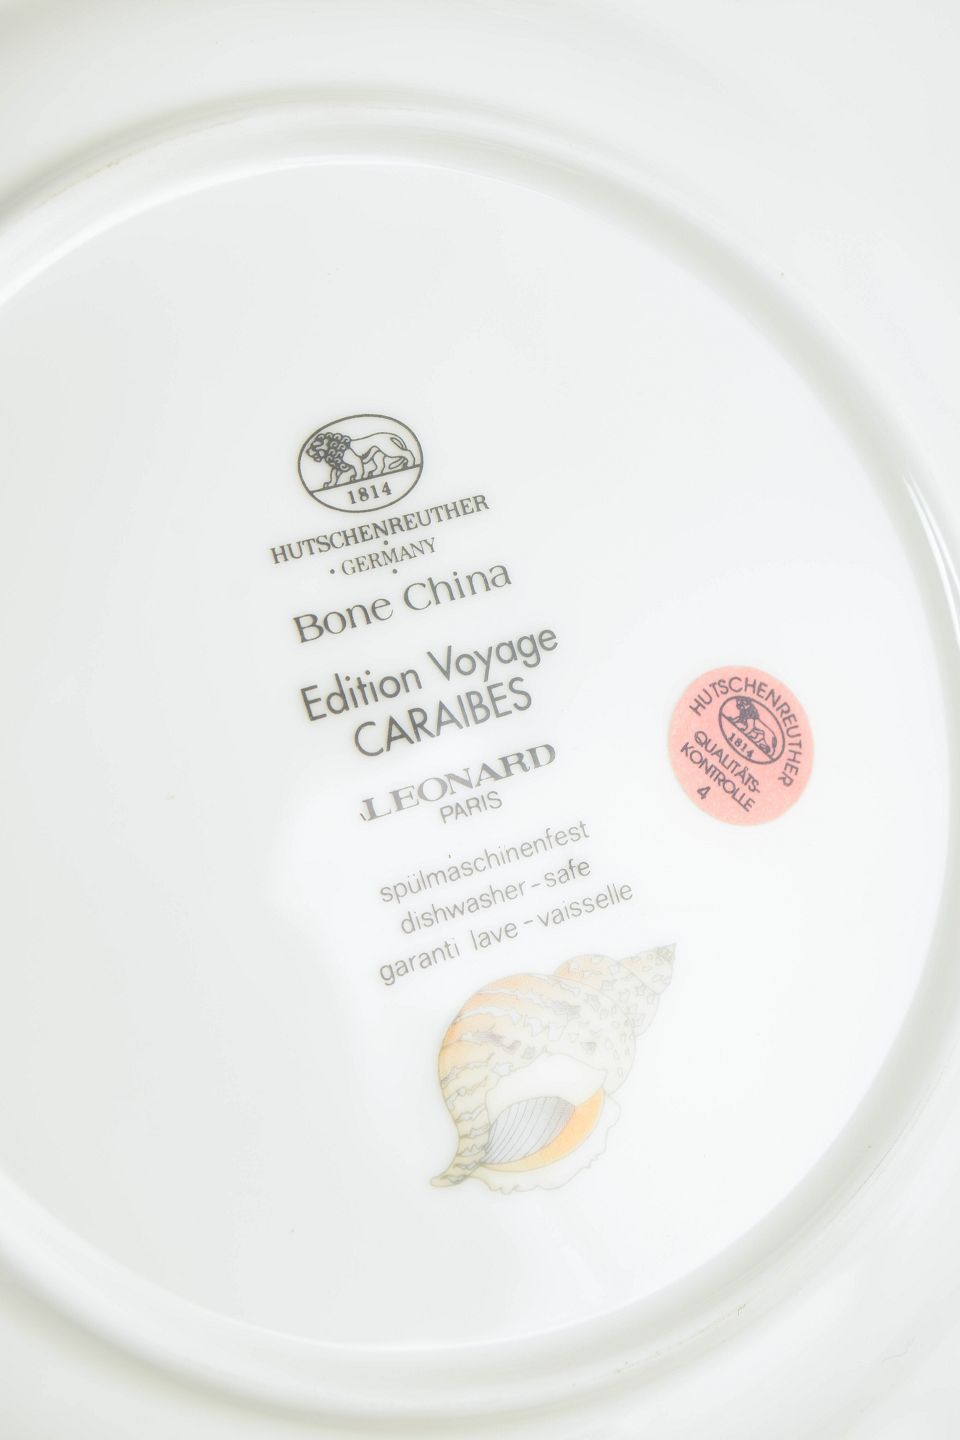 1814
HUTSCHENREUTHER
GERMANY
Bone China
Edition Voyage
CARAIBES
LEONARD
PARIS
spülmaschinenfest
dishwasher-safe
garanti lave-vaisselle
HUTSCHENREUTHER
1814
QUALITÄTS-
KONTROLLE
4